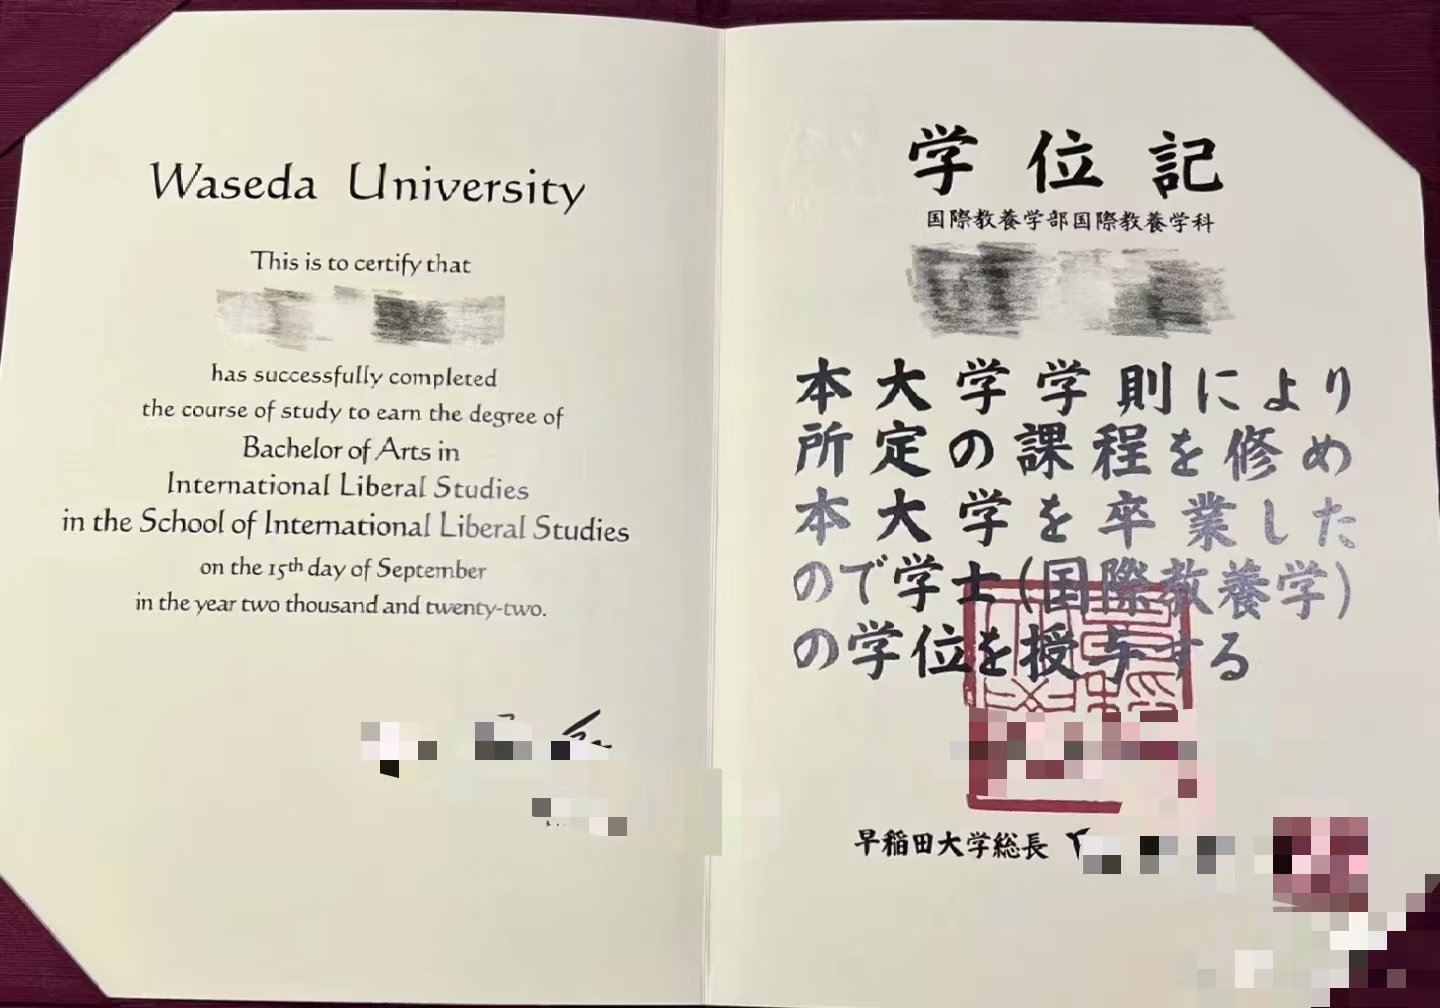 Waseda University
This is to certify that
has successfully completed
the course of study to earn the degree of
Bachelor of Arts in
International Liberal Studies
in the School of International Liberal Studies
on the 15th day of September
in the year two thousand and twenty-two.
学位記
国際教養学部国際教養学科
本大学学則により
所定の課程を修め
本大学を卒業した
ので学士(国際教養学)
の学位を授与する
早稲田大学総長